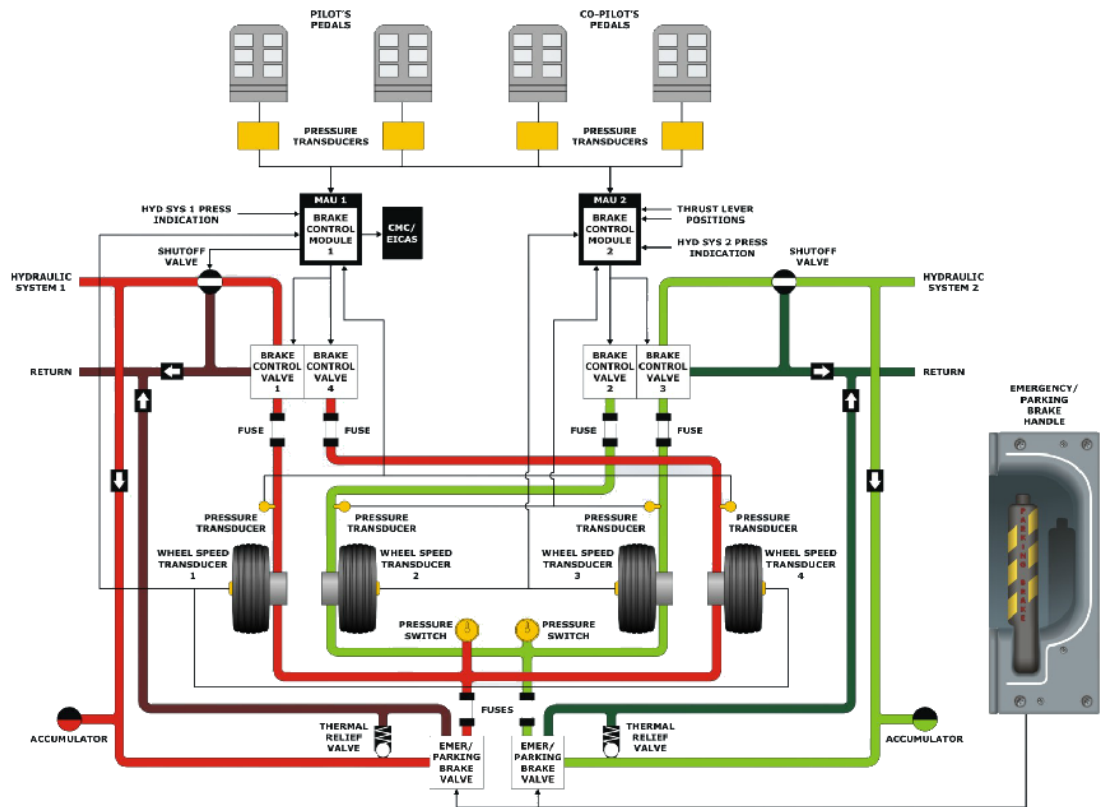 PILOT'S
PEDALS
CO-PILOT'S
PEDALS
PRESSURE
TRANSDUCERS
PRESSURE
TRANSDUCERS
MAU 1
BRAKE
CONTROL
MODULE
1
HYD SYS 1 PRESS
INDICATION
CMC/
EICAS
MAU 2
BRAKE
CONTROL
MODULE
2
THRUST LEVER
POSITIONS
HYD SYS 2 PRESS
INDICATION
SHUTOFF
VALVE
SHUTOFF
VALVE
HYDRAULIC
SYSTEM 1
HYDRAULIC
SYSTEM 2
RETURN
BRAKE
CONTROL
VALVE
1
BRAKE
CONTROL
VALVE
4
BRAKE
CONTROL
VALVE
2
BRAKE
CONTROL
VALVE
3
RETURN
EMERGENCY/
PARKING
BRAKE
HANDLE
FUSE
FUSE
FUSE
FUSE
PRESSURE
TRANSDUCER
PRESSURE
TRANSDUCER
PRESSURE
TRANSDUCER
PRESSURE
TRANSDUCER
WHEEL SPEED
TRANSDUCER
1
WHEEL SPEED
TRANSDUCER
2
WHEEL SPEED
TRANSDUCER
3
WHEEL SPEED
TRANSDUCER
4
PARKING BRAKE
PRESSURE
SWITCH
PRESSURE
SWITCH
FUSES
ACCUMULATOR
THERMAL
RELIEF
VALVE
EMER/
PARKING
BRAKE
VALVE
EMER/
PARKING
BRAKE
VALVE
THERMAL
RELIEF
VALVE
ACCUMULATOR